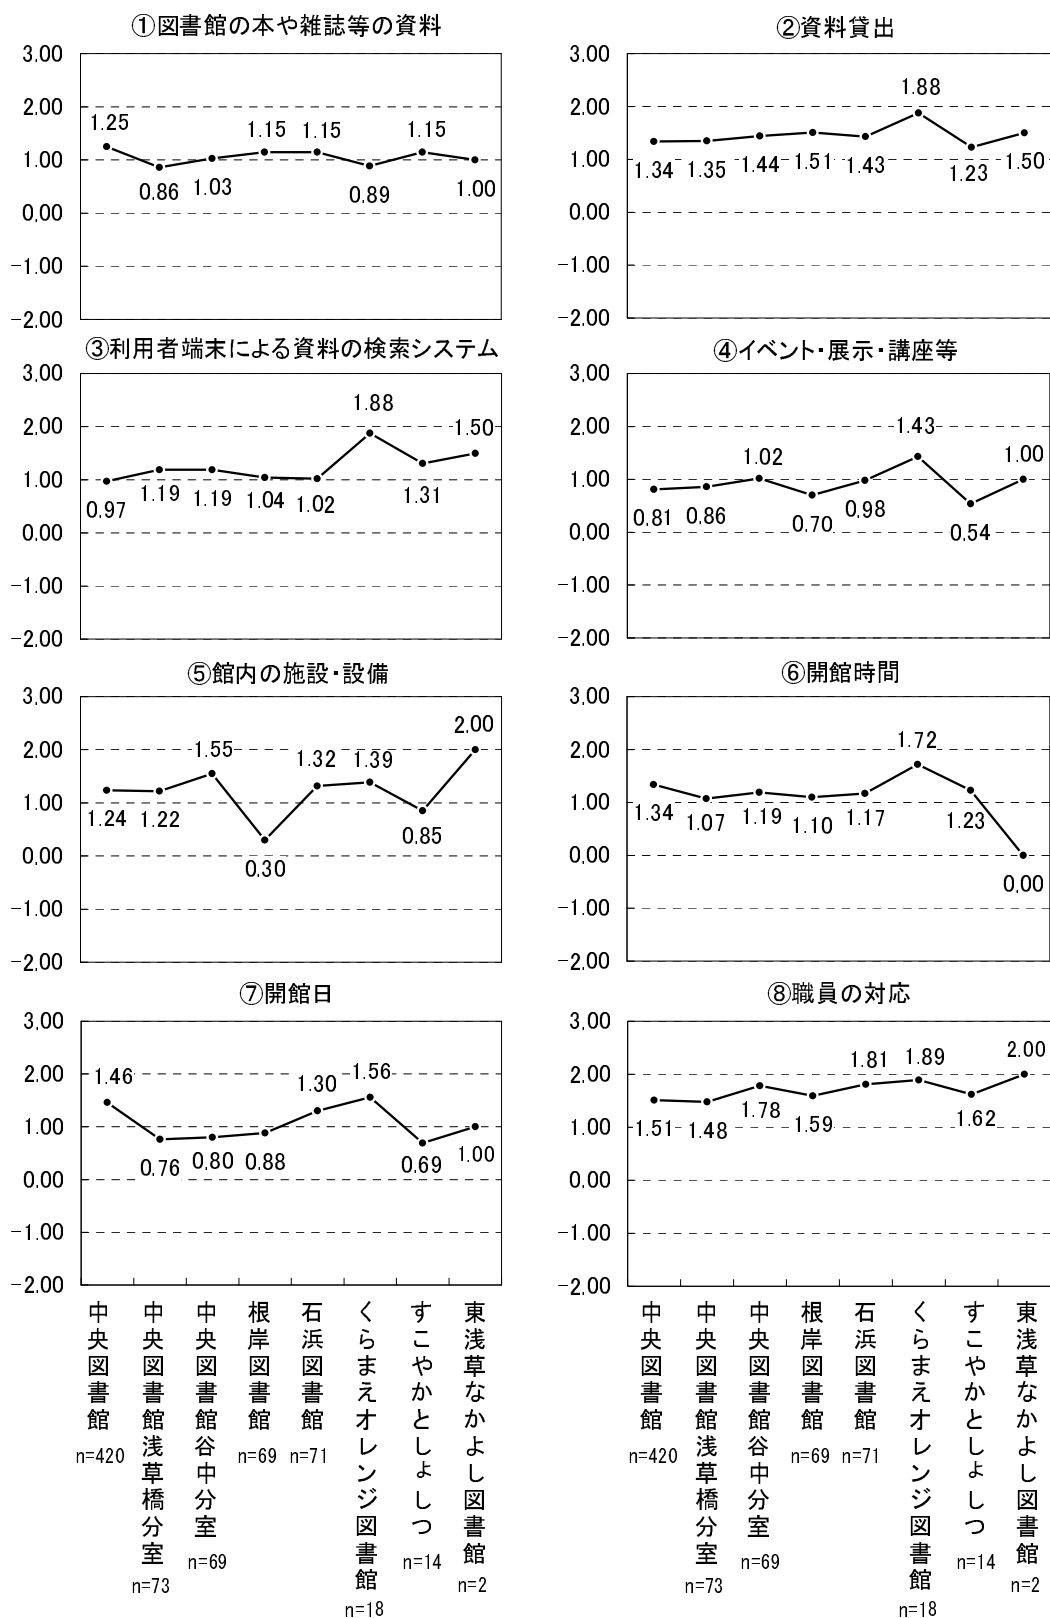 ①図書館の本や雑誌等の資料
3.00
2.00
1.00
0.00
−1.00
−2.00
1.25
0.86
1.03
1.15
1.15
0.89
1.15
1.00
②資料貸出
3.00
2.00
1.00
0.00
−1.00
−2.00
1.34
1.35
1.44
1.51
1.43
1.88
1.23
1.50
③利用者端末による資料の検索システム
3.00
2.00
1.00
0.00
−1.00
−2.00
0.97
1.19
1.19
1.04
1.02
1.88
1.31
1.50
④イベント・展示・講座等
3.00
2.00
1.00
0.00
−1.00
−2.00
0.81
0.86
1.02
0.70
0.98
1.43
0.54
1.00
⑤館内の施設・設備
3.00
2.00
1.00
0.00
−1.00
−2.00
1.24
1.22
1.55
0.30
1.32
1.39
0.85
2.00
⑥開館時間
3.00
2.00
1.00
0.00
−1.00
−2.00
1.34
1.07
1.19
1.10
1.17
1.72
1.23
0.00
⑦開館日
3.00
2.00
1.00
0.00
−1.00
−2.00
1.46
0.76
0.80
0.88
1.30
1.56
0.69
1.00
中央図書館
n=420
中央図書館浅草橋分室
n=73
中央図書館谷中分室
n=69
根岸図書館
n=69
石浜図書館
n=71
くらまえオレンジ図書館
n=18
すこやかとしょしつ
n=14
東浅草なかよし図書館
n=2
⑧職員の対応
3.00
2.00
1.00
0.00
−1.00
−2.00
1.51
1.48
1.78
1.59
1.81
1.89
1.62
2.00
中央図書館
n=420
中央図書館浅草橋分室
n=73
中央図書館谷中分室
n=69
根岸図書館
n=69
石浜図書館
n=71
くらまえオレンジ図書館
n=18
すこやかとしょしつ
n=14
東浅草なかよし図書館
n=2